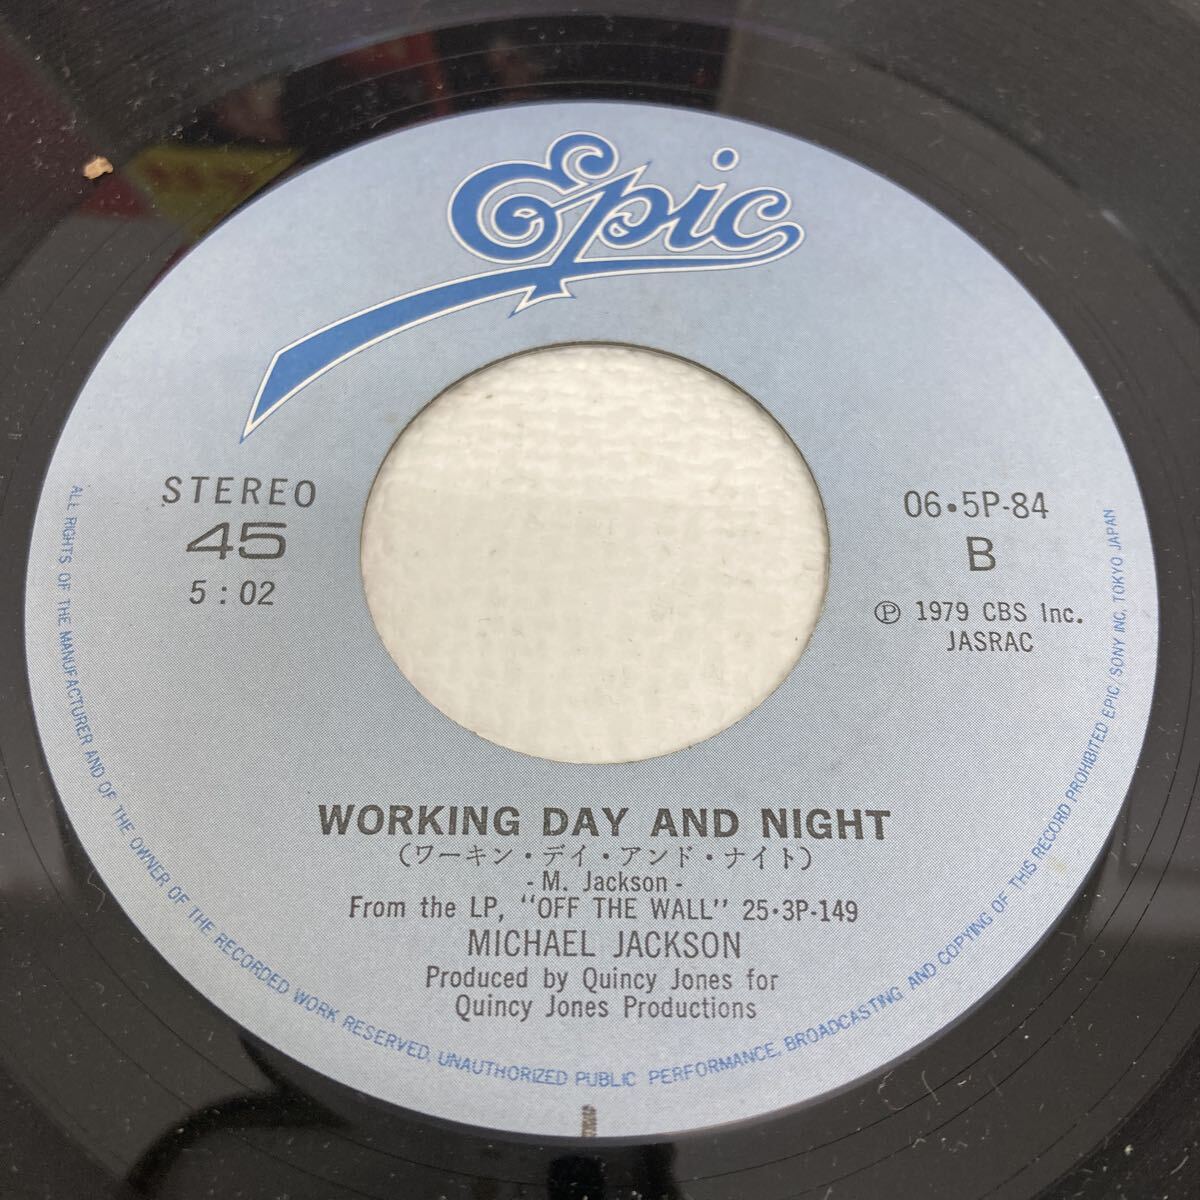 Epic
STEREO
45
5:02
06・5P-84
B
Ⓟ 1979 CBS Inc.
JASRAC
WORKING DAY AND NIGHT
(ワーキン・デイ・アンド・ナイト)
- M. Jackson -
From the LP, "OFF THE WALL" 25・3P-149
MICHAEL JACKSON
Produced by Quincy Jones for
Quincy Jones Productions
ALL RIGHTS OF THE MANUFACTURER AND OF THE OWNER OF THE RECORDED WORK RESERVED. UNAUTHORIZED PUBLIC PERFORMANCE, BROADCASTING AND COPYING OF THIS RECORD PROHIBITED EPIC/SONY INC. TOKYO JAPAN